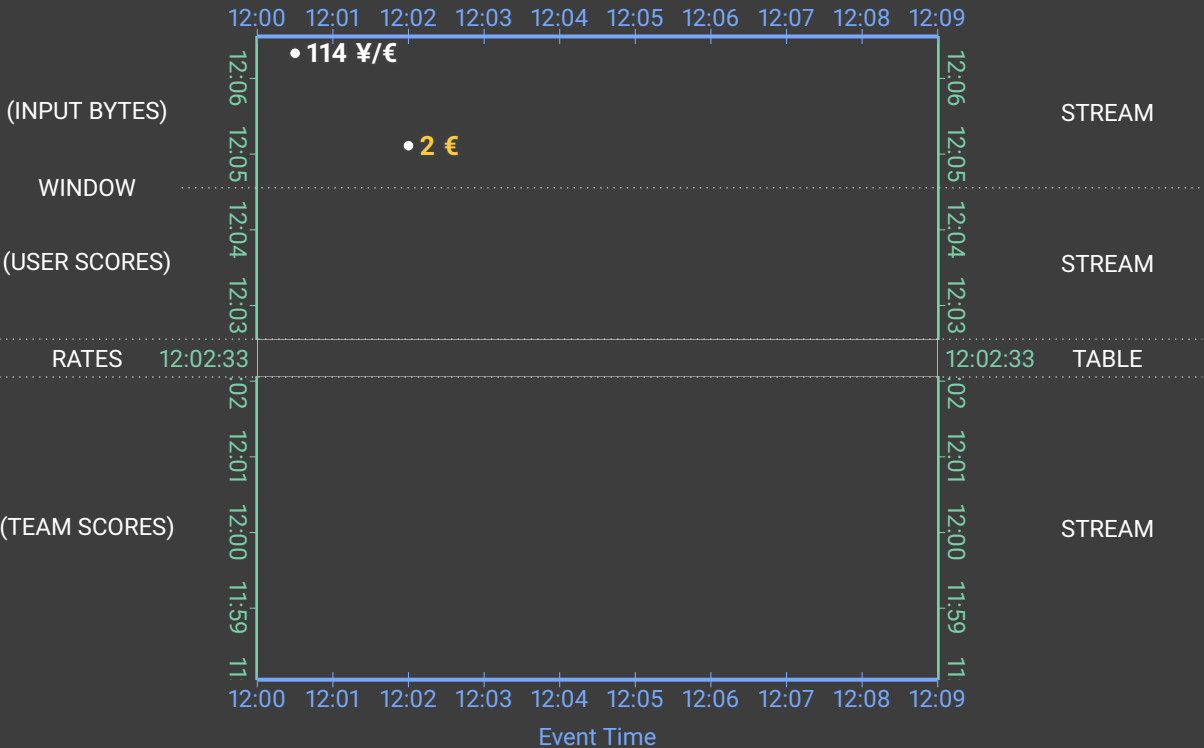 12:00 12:01 12:02 12:03 12:04 12:05 12:06 12:07 12:08 12:09
114 ¥/€
12:06 12:06
(INPUT BYTES) STREAM
2 €
12:05 12:05
WINDOW
12:04 12:04
(USER SCORES) STREAM
12:03 12:03
RATES 12:02:33 12:02:33 TABLE
:02 :02
12:01 12:01
(TEAM SCORES) STREAM
12:00 12:00
11:59 11:59
11 11
12:00 12:01 12:02 12:03 12:04 12:05 12:06 12:07 12:08 12:09
Event Time